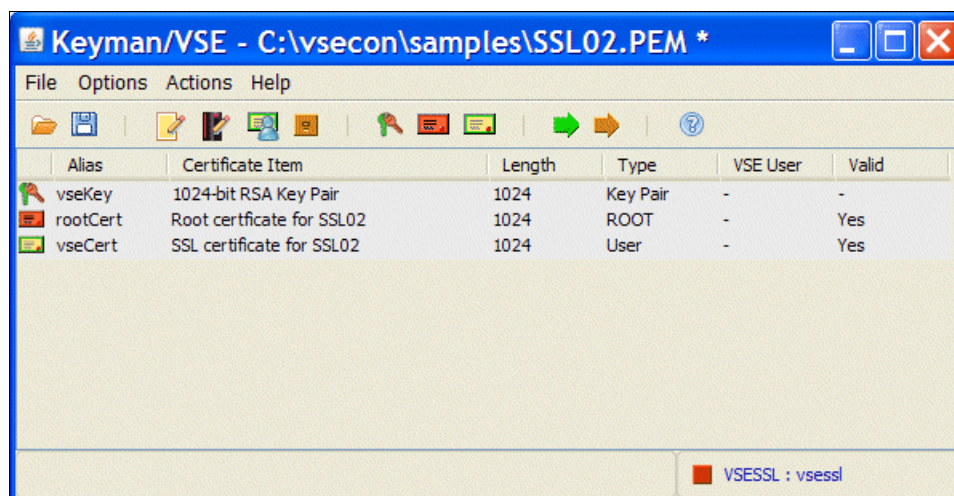 Keyman/VSE - C:\vsecon\samples\SSL02.PEM *
File Options Actions Help
Alias Certificate Item Length Type VSE User Valid
vseKey 1024-bit RSA Key Pair 1024 Key Pair - -
rootCert Root certficate for SSL02 1024 ROOT - Yes
vseCert SSL certificate for SSL02 1024 User - Yes
VSESSL : vsessl